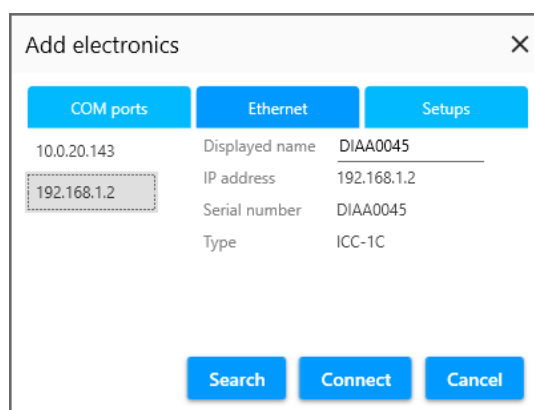 Add electronics
COM ports Ethernet Setups
10.0.20.143
192.168.1.2
Displayed name DIAA0045
IP address 192.168.1.2
Serial number DIAA0045
Type ICC-1C
Search Connect Cancel